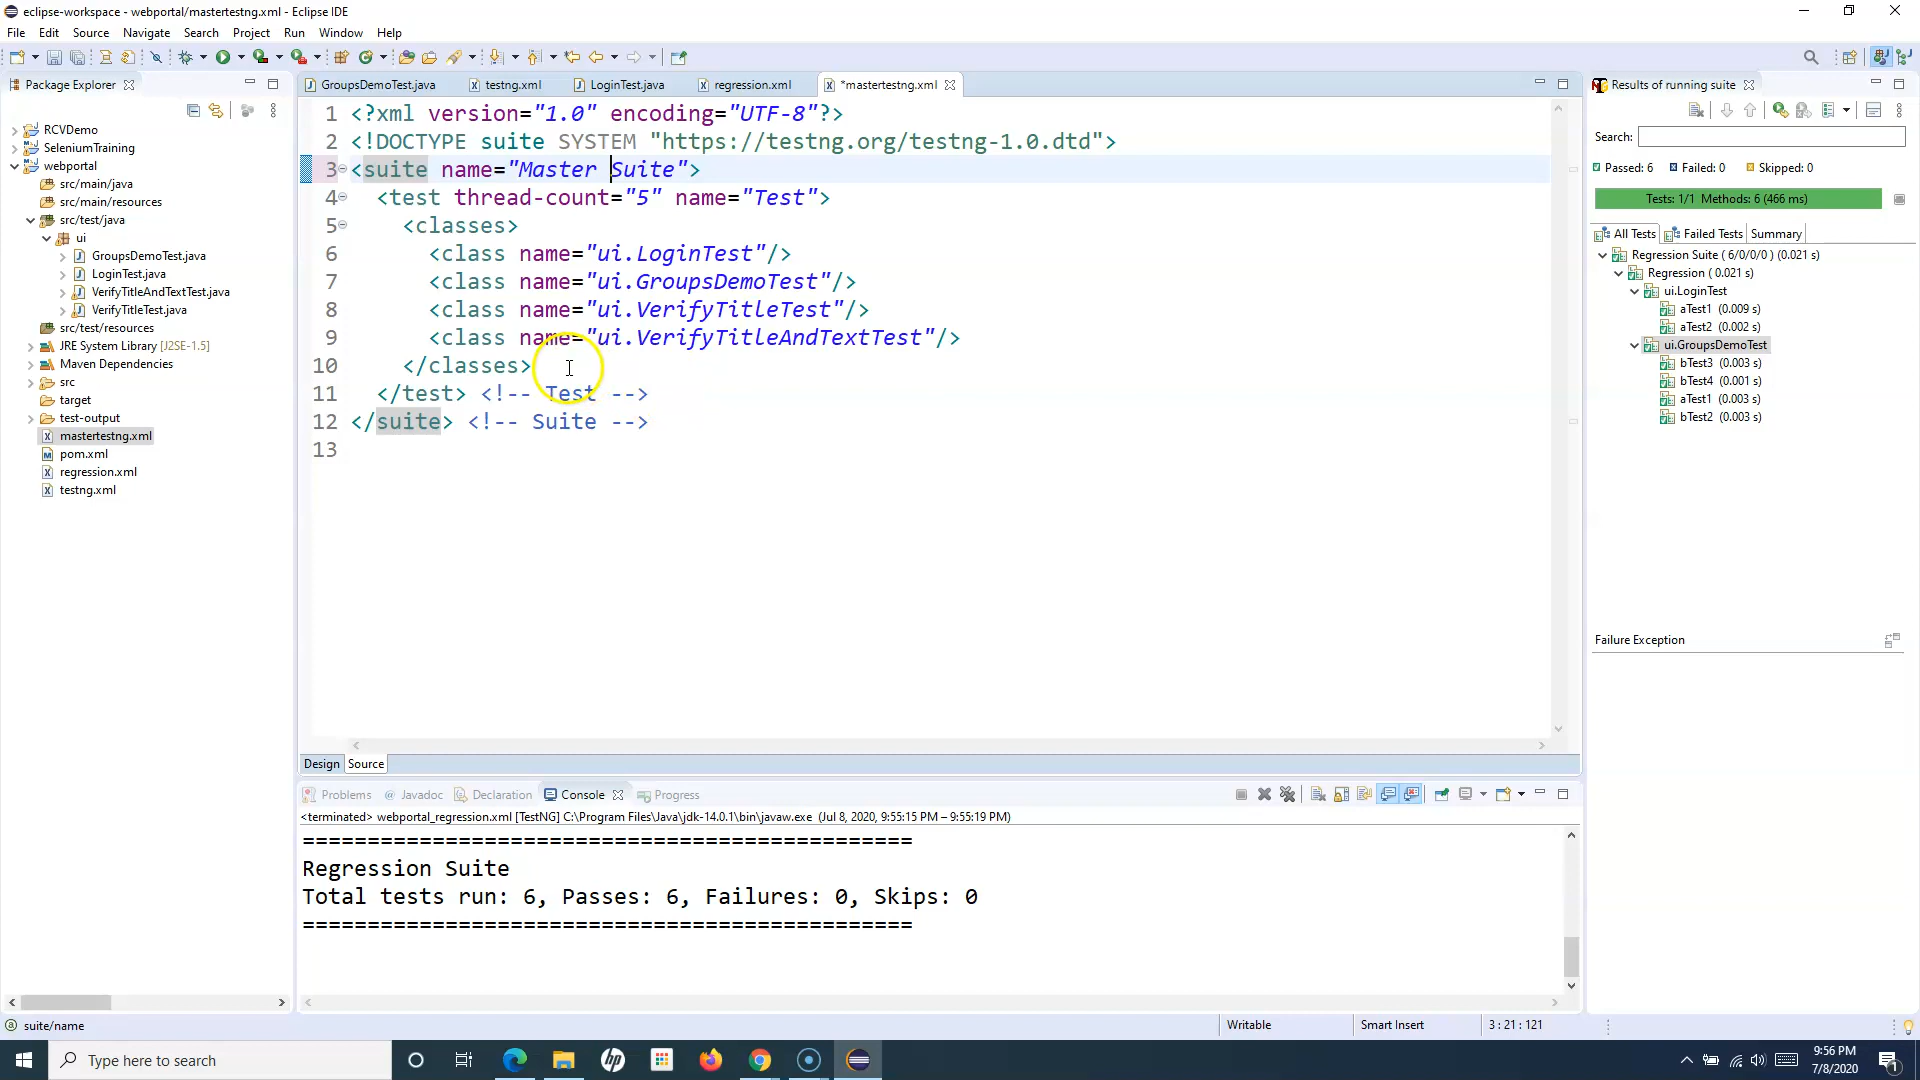 eclipse-workspace - webportal/mastertestng.xml - Eclipse IDE
File Edit Source Navigate Search Project Run Window Help
Package Explorer
RCVDemo
SeleniumTraining
webportal
src/main/java
src/main/resources
src/test/java
ui
GroupsDemoTest.java
LoginTest.java
VerifyTitleAndTextTest.java
VerifyTitleTest.java
src/test/resources
JRE System Library [J2SE-1.5]
Maven Dependencies
src
target
test-output
mastertestng.xml
pom.xml
regression.xml
testng.xml
GroupsDemoTest.java testng.xml LoginTest.java regression.xml *mastertestng.xml
1 <?xml version="1.0" encoding="UTF-8"?>
2 <!DOCTYPE suite SYSTEM "https://testng.org/testng-1.0.dtd">
3 <suite name="Master Suite">
4 <test thread-count="5" name="Test">
5 <classes>
6 <class name="ui.LoginTest"/>
7 <class name="ui.GroupsDemoTest"/>
8 <class name="ui.VerifyTitleTest"/>
9 <class name="ui.VerifyTitleAndTextTest"/>
10 </classes>
11 </test> <!-- Test -->
12 </suite> <!-- Suite -->
13
Design Source
Problems Javadoc Declaration Console Progress
<terminated> webportal_regression.xml [TestNG] C:\Program Files\Java\jdk-14.0.1\bin\javaw.exe (Jul 8, 2020, 9:55:15 PM – 9:55:19 PM)
===============================================
Regression Suite
Total tests run: 6, Passes: 6, Failures: 0, Skips: 0
===============================================
Results of running suite
Search:
Passed: 6 Failed: 0 Skipped: 0
Tests: 1/1 Methods: 6 (466 ms)
All Tests Failed Tests Summary
Regression Suite ( 6/0/0/0 ) (0.021 s)
Regression ( 0.021 s)
ui.LoginTest
aTest1 (0.009 s)
aTest2 (0.002 s)
ui.GroupsDemoTest
bTest3 (0.003 s)
bTest4 (0.001 s)
aTest1 (0.003 s)
bTest2 (0.003 s)
Failure Exception
suite/name Writable Smart Insert 3 : 21 : 121
Type here to search
hp
9:56 PM
7/8/2020
1